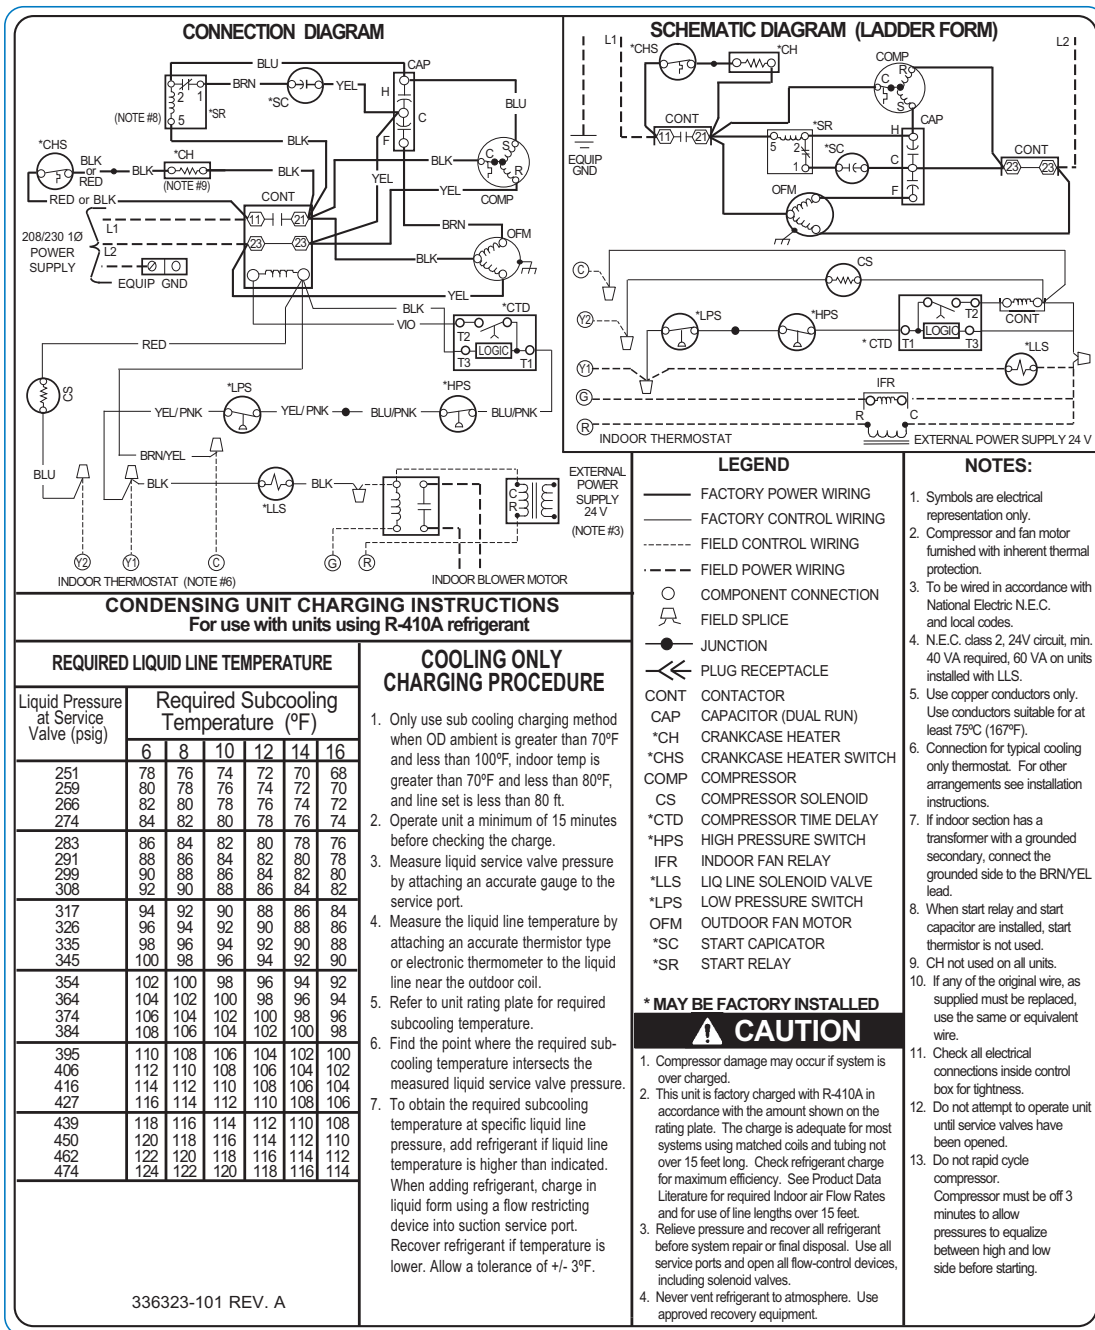 CONNECTION DIAGRAM
BLU
CAP
BRN
YEL
*SC
H
2 1
5
*SR
(NOTE #8)
C
BLU
F
*CHS
BLK
or
RED
BLK
*CH
(NOTE #9)
BLK
BLK
BLK
YEL
YEL
C
S
R
COMP
RED or BLK
CONT
11 21
23 23
L1
L2
208/230 1Ø
POWER
SUPPLY
EQUIP GND
BRN
OFM
BLK
YEL
BLK
VIO
*CTD
T2
LOGIC
T3
T1
RED
CS
*LPS
*HPS
YEL/ PNK
YEL/ PNK
BLU/PNK
BLU/PNK
BRN/YEL
BLU
BLK
*LLS
BLK
C
R
EXTERNAL
POWER
SUPPLY
24 V
(NOTE #3)
Y2
Y1
C
G
R
INDOOR THERMOSTAT (NOTE #6)
INDOOR BLOWER MOTOR
SCHEMATIC DIAGRAM (LADDER FORM)
L1
*CHS
*CH
L2
COMP
R
C
S
CONT
11 21
CAP
*SR
5 2
1
*SC
H
C
F
CONT
23 23
EQUIP
GND
OFM
C
CS
Y2
*LPS
*HPS
* CTD
T2
LOGIC
T1
T3
CONT
*LLS
Y1
G
IFR
R
C
R
INDOOR THERMOSTAT
EXTERNAL POWER SUPPLY 24 V
CONDENSING UNIT CHARGING INSTRUCTIONS
For use with units using R-410A refrigerant
REQUIRED LIQUID LINE TEMPERATURE
Liquid Pressure
at Service
Valve (psig)
Required Subcooling
Temperature (ºF)
6 8 10 12 14 16
251 78 76 74 72 70 68
259 80 78 76 74 72 70
266 82 80 78 76 74 72
274 84 82 80 78 76 74
283 86 84 82 80 78 76
291 88 86 84 82 80 78
299 90 88 86 84 82 80
308 92 90 88 86 84 82
317 94 92 90 88 86 84
326 96 94 92 90 88 86
335 98 96 94 92 90 88
345 100 98 96 94 92 90
354 102 100 98 96 94 92
364 104 102 100 98 96 94
374 106 104 102 100 98 96
384 108 106 104 102 100 98
395 110 108 106 104 102 100
406 112 110 108 106 104 102
416 114 112 110 108 106 104
427 116 114 112 110 108 106
439 118 116 114 112 110 108
450 120 118 116 114 112 110
462 122 120 118 116 114 112
474 124 122 120 118 116 114
336323-101 REV. A
COOLING ONLY
CHARGING PROCEDURE
1. Only use sub cooling charging method
when OD ambient is greater than 70ºF
and less than 100ºF, indoor temp is
greater than 70ºF and less than 80ºF,
and line set is less than 80 ft.
2. Operate unit a minimum of 15 minutes
before checking the charge.
3. Measure liquid service valve pressure
by attaching an accurate gauge to the
service port.
4. Measure the liquid line temperature by
attaching an accurate thermistor type
or electronic thermometer to the liquid
line near the outdoor coil.
5. Refer to unit rating plate for required
subcooling temperature.
6. Find the point where the required sub-
cooling temperature intersects the
measured liquid service valve pressure.
7. To obtain the required subcooling
temperature at specific liquid line
pressure, add refrigerant if liquid line
temperature is higher than indicated.
When adding refrigerant, charge in
liquid form using a flow restricting
device into suction service port.
Recover refrigerant if temperature is
lower. Allow a tolerance of +/- 3ºF.
LEGEND
FACTORY POWER WIRING
FACTORY CONTROL WIRING
FIELD CONTROL WIRING
FIELD POWER WIRING
COMPONENT CONNECTION
FIELD SPLICE
JUNCTION
PLUG RECEPTACLE
CONT CONTACTOR
CAP CAPACITOR (DUAL RUN)
*CH CRANKCASE HEATER
*CHS CRANKCASE HEATER SWITCH
COMP COMPRESSOR
CS COMPRESSOR SOLENOID
*CTD COMPRESSOR TIME DELAY
*HPS HIGH PRESSURE SWITCH
IFR INDOOR FAN RELAY
*LLS LIQ LINE SOLENOID VALVE
*LPS LOW PRESSURE SWITCH
OFM OUTDOOR FAN MOTOR
*SC START CAPICATOR
*SR START RELAY
* MAY BE FACTORY INSTALLED
CAUTION
1. Compressor damage may occur if system is
over charged.
2. This unit is factory charged with R-410A in
accordance with the amount shown on the
rating plate. The charge is adequate for most
systems using matched coils and tubing not
over 15 feet long. Check refrigerant charge
for maximum efficiency. See Product Data
Literature for required Indoor air Flow Rates
and for use of line lengths over 15 feet.
3. Relieve pressure and recover all refrigerant
before system repair or final disposal. Use all
service ports and open all flow-control devices,
including solenoid valves.
4. Never vent refrigerant to atmosphere. Use
approved recovery equipment.
NOTES:
1. Symbols are electrical
representation only.
2. Compressor and fan motor
furnished with inherent thermal
protection.
3. To be wired in accordance with
National Electric N.E.C.
and local codes.
4. N.E.C. class 2, 24V circuit, min.
40 VA required, 60 VA on units
installed with LLS.
5. Use copper conductors only.
Use conductors suitable for at
least 75ºC (167ºF).
6. Connection for typical cooling
only thermostat. For other
arrangements see installation
instructions.
7. If indoor section has a
transformer with a grounded
secondary, connect the
grounded side to the BRN/YEL
lead.
8. When start relay and start
capacitor are installed, start
thermistor is not used.
9. CH not used on all units.
10. If any of the original wire, as
supplied must be replaced,
use the same or equivalent
wire.
11. Check all electrical
connections inside control
box for tightness.
12. Do not attempt to operate unit
until service valves have
been opened.
13. Do not rapid cycle
compressor.
Compressor must be off 3
minutes to allow
pressures to equalize
between high and low
side before starting.